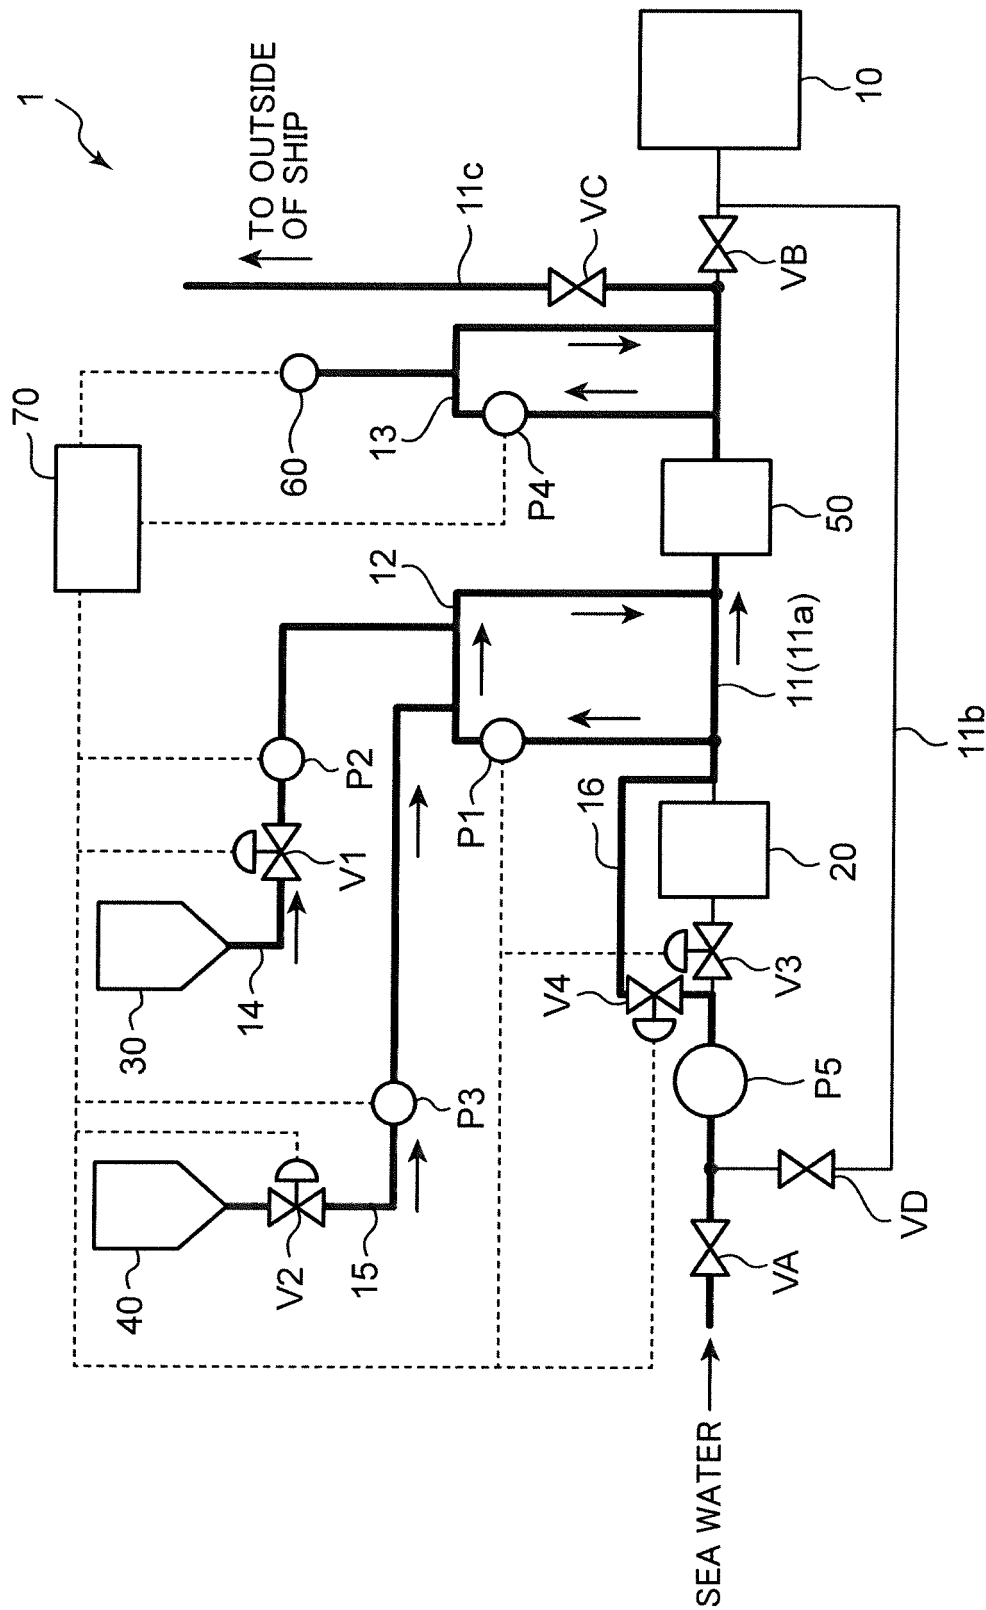 1
TO OUTSIDE
OF SHIP
70
11c
VC
10
60
13
P4
VB
12
50
30
14
V1
P2
P1
16
11(11a)
11b
40
V2
15
P3
V4
V3
20
P5
VD
VA
SEA WATER